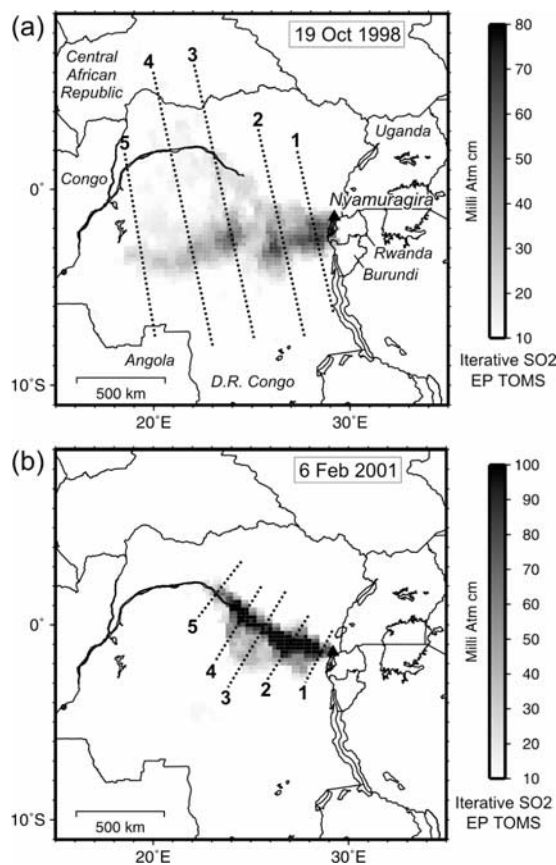 (a)
19 Oct 1998
Central
African
Republic
4
3
5
2
1
Uganda
Congo
0°
Nyamuragira
Rwanda
Burundi
Angola
D.R. Congo
500 km
10°S
20°E
30°E
80
70
60
50
40
30
20
10
Milli Atm cm
Iterative SO2
EP TOMS
(b)
6 Feb 2001
0°
5
4
3
2
1
500 km
10°S
20°E
30°E
100
90
80
70
60
50
40
30
20
10
Milli Atm cm
Iterative SO2
EP TOMS